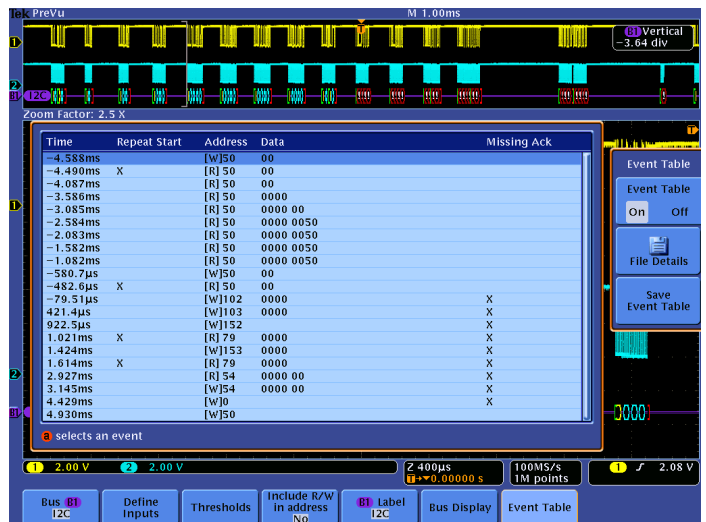 Tek PreVu M 1.00ms
T
B1 Vertical
-3.64 div
1
2
B1 I2C
Zoom Factor: 2.5 X
T
Time Repeat Start Address Data Missing Ack
-4.588ms [W]50 00
-4.490ms X [R] 50 00
-4.087ms [R] 50 00
-3.586ms [R] 50 0000
-3.085ms [R] 50 0000 00
-2.584ms [R] 50 0000 0050
-2.083ms [R] 50 0000 0050
-1.582ms [R] 50 0000 0050
-1.082ms [R] 50 0000 0050
-580.7µs [W]50 00
-482.6µs X [R] 50 00
-79.51µs [W]102 0000 X
421.4µs [W]103 0000 X
922.5µs [W]152 X
1.021ms X [R] 79 0000 X
1.424ms [W]153 0000 X
1.614ms X [R] 79 0000 X
2.927ms [R] 54 0000 00 X
3.145ms [W]54 0000 00 X
4.429ms [W]0 X
4.930ms [W]50
a selects an event
Event Table
Event Table
On Off
File Details
Save
Event Table
1
2
B1
1 2.00 V 2 2.00 V
Z 400µs
T→▼0.00000 s
100MS/s
1M points
1 ∫ 2.08 V
Bus B1
I2C
Define
Inputs
Thresholds
Include R/W
in address
No
B1 Label
I2C
Bus Display
Event Table